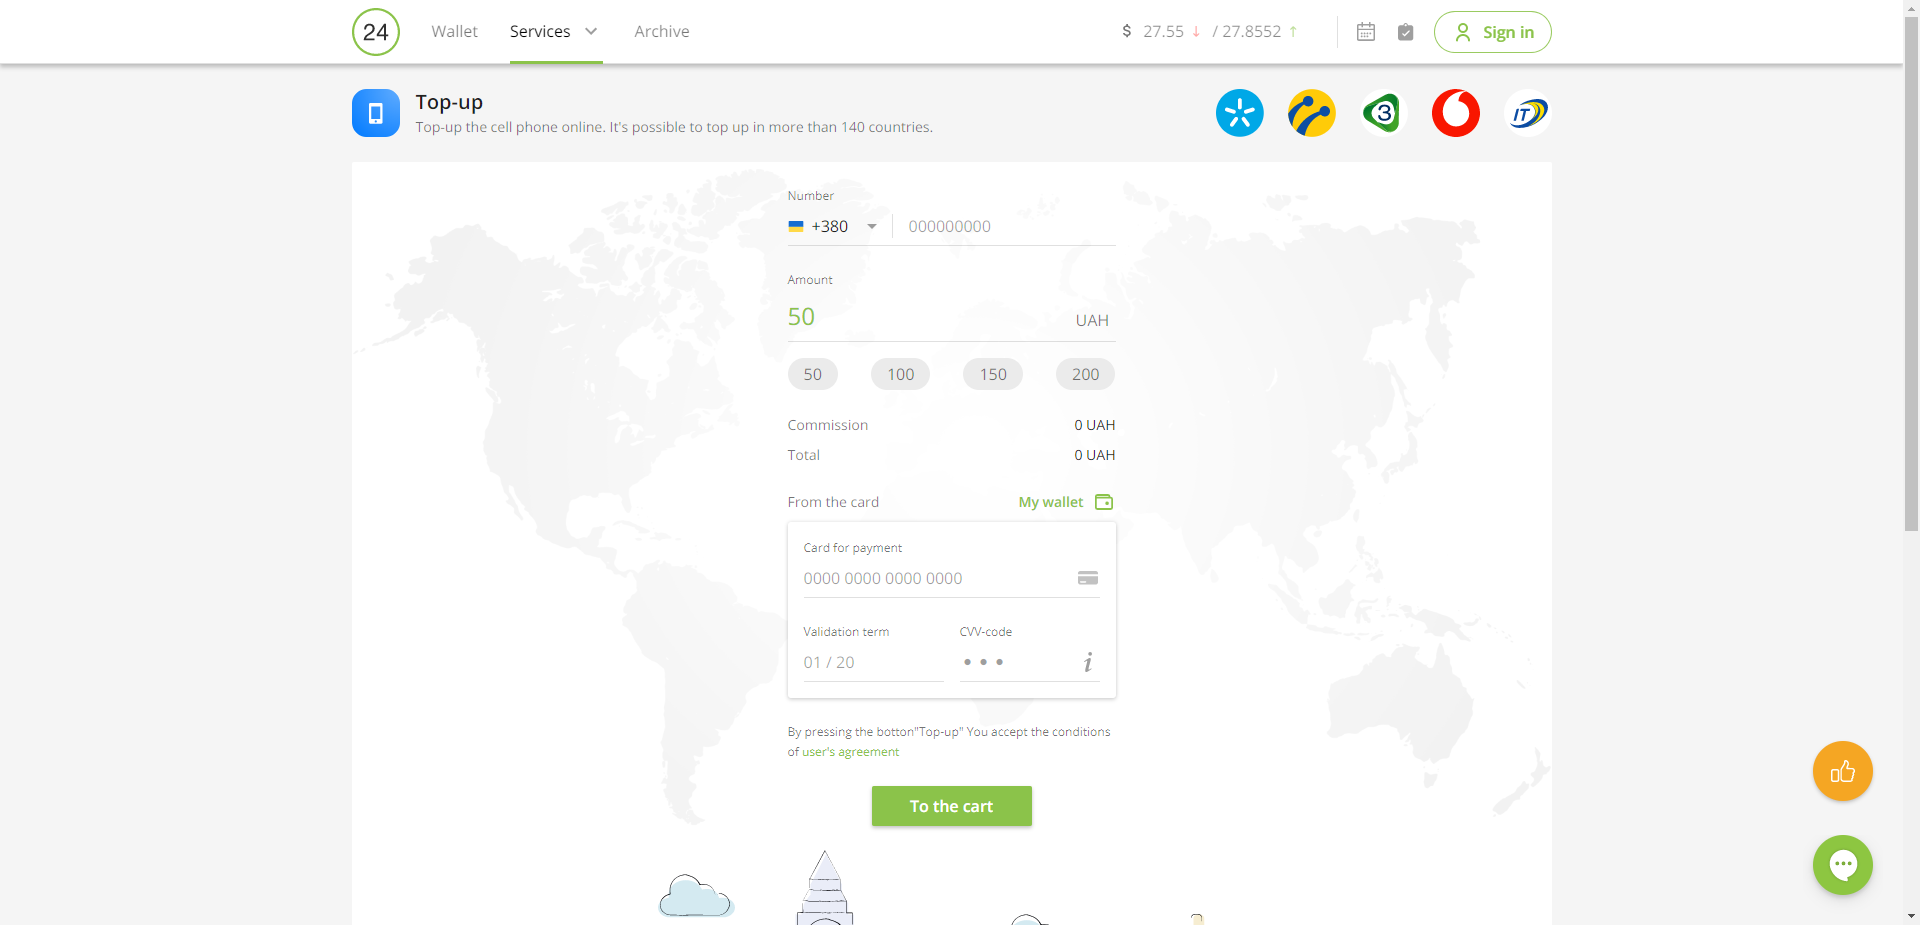 24 Wallet Services Archive $ 27.55 ↓ / 27.8552 ↑ Sign in
Top-up
Top-up the cell phone online. It's possible to top up in more than 140 countries.
3
IT
Number
+380 000000000
Amount
50 UAH
50 100 150 200
Commission 0 UAH
Total 0 UAH
From the card My wallet
Card for payment
0000 0000 0000 0000
Validation term CVV-code
01 / 20 • • • i
By pressing the botton"Top-up" You accept the conditions
of user's agreement
To the cart